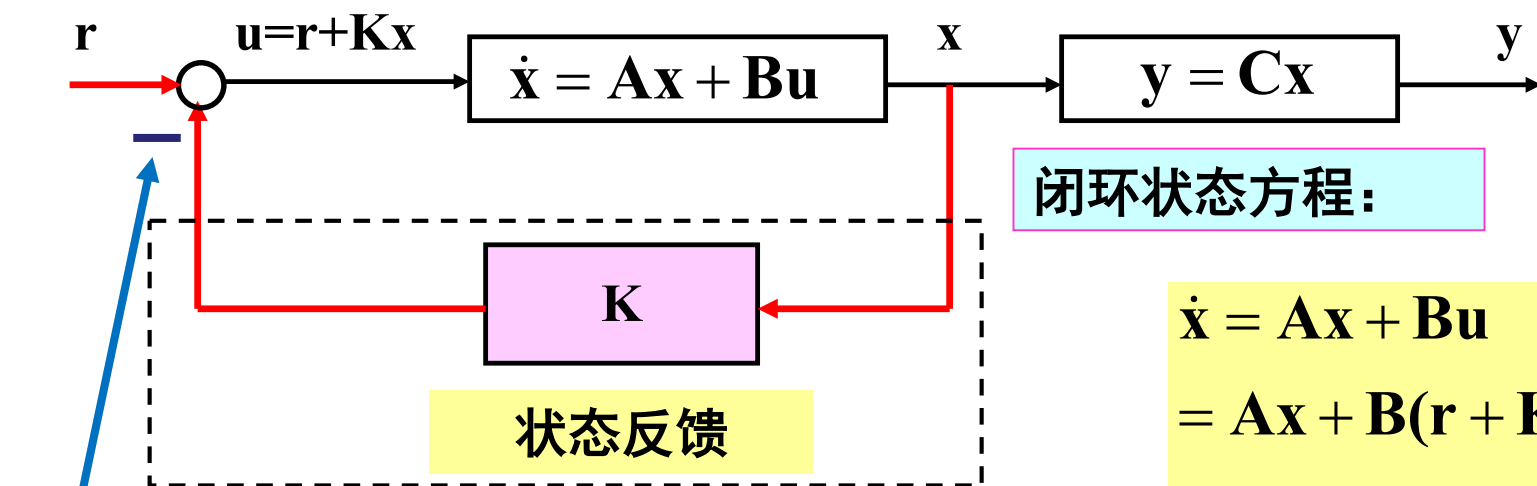 r
u=r+Kx
ẋ = Ax + Bu
x
y = Cx
y
闭环状态方程：
K
ẋ = Ax + Bu
= Ax + B(r +
状态反馈